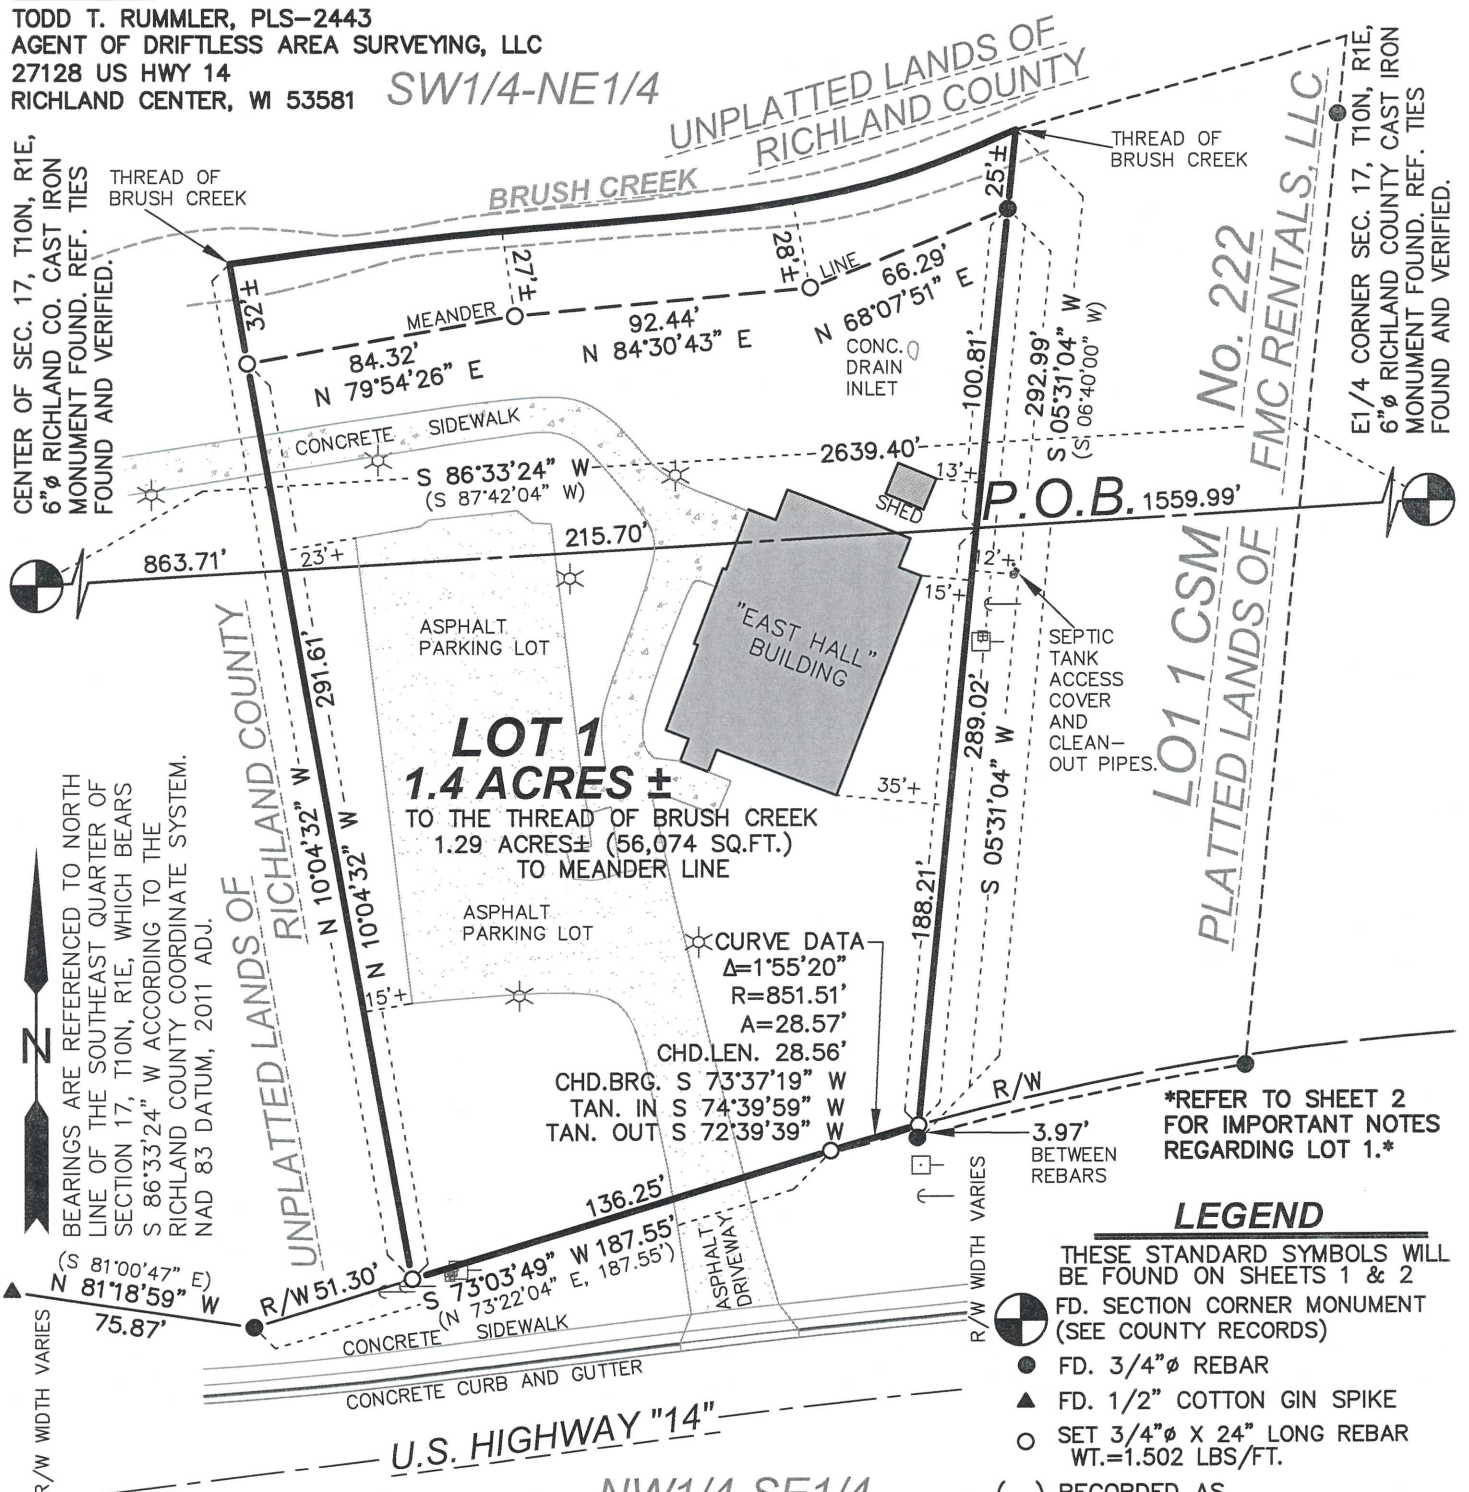 TODD T. RUMMLER, PLS-2443
AGENT OF DRIFTLESS AREA SURVEYING, LLC
27128 US HWY 14
RICHLAND CENTER, WI 53581
SW1/4-NE1/4
UNPLATTED LANDS OF
RICHLAND COUNTY
CENTER OF SEC. 17, T10N, R1E,
6"ø RICHLAND CO. CAST IRON
MONUMENT FOUND. REF. TIES
FOUND AND VERIFIED.
THREAD OF
BRUSH CREEK
BRUSH CREEK
THREAD OF
BRUSH CREEK
E1/4 CORNER SEC. 17, T10N, R1E,
6"ø RICHLAND COUNTY CAST IRON
MONUMENT FOUND. REF. TIES
FOUND AND VERIFIED.
25'±
32'±
27'±
28'±
MEANDER
LINE
84.32'
N 79°54'26" E
92.44'
N 84°30'43" E
66.29'
N 68°07'51" E
CONC.
DRAIN
INLET
100.81'
292.99'
S 05°31'04" W
(S 06°40'00" W)
No. 222
FMC RENTALS, LLC
LO1 1 CSM
PLATTED LANDS OF
CONCRETE SIDEWALK
S 86°33'24" W
(S 87°42'04" W)
2639.40'
13'+
SHED
P.O.B.
1559.99'
863.71'
23'+
215.70'
12'+
15'+
ASPHALT
PARKING LOT
"EAST HALL"
BUILDING
SEPTIC
TANK
ACCESS
COVER
AND
CLEAN-
OUT PIPES.
291.61'
N 10°04'32" W
N 10°04'32" W
289.02'
S 05°31'04" W
LOT 1
1.4 ACRES ±
TO THE THREAD OF BRUSH CREEK
1.29 ACRES± (56,074 SQ.FT.)
TO MEANDER LINE
35'+
188.21'
UNPLATTED LANDS OF
RICHLAND COUNTY
ASPHALT
PARKING LOT
15'+
N
BEARINGS ARE REFERENCED TO NORTH
LINE OF THE SOUTHEAST QUARTER OF
SECTION 17, T10N, R1E, WHICH BEARS
S 86°33'24" W ACCORDING TO THE
RICHLAND COUNTY COORDINATE SYSTEM.
NAD 83 DATUM, 2011 ADJ.
CURVE DATA
Δ=1°55'20"
R=851.51'
A=28.57'
CHD.LEN. 28.56'
CHD.BRG. S 73°37'19" W
TAN. IN S 74°39'59" W
TAN. OUT S 72°39'39" W
R/W
3.97'
BETWEEN
REBARS
*REFER TO SHEET 2
FOR IMPORTANT NOTES
REGARDING LOT 1.*
136.25'
S 73°03'49" W 187.55'
(N 73°22'04" E, 187.55')
R/W 51.30'
(S 81°00'47" E)
N 81°18'59" W
75.87'
R/W WIDTH VARIES
CONCRETE SIDEWALK
ASPHALT
DRIVEWAY
R/W WIDTH VARIES
CONCRETE CURB AND GUTTER
U.S. HIGHWAY "14"
NW1/4-SE1/4
LEGEND
THESE STANDARD SYMBOLS WILL
BE FOUND ON SHEETS 1 & 2
FD. SECTION CORNER MONUMENT
(SEE COUNTY RECORDS)
FD. 3/4"ø REBAR
FD. 1/2" COTTON GIN SPIKE
SET 3/4"ø X 24" LONG REBAR
WT.=1.502 LBS/FT.
( ) RECORDED AS